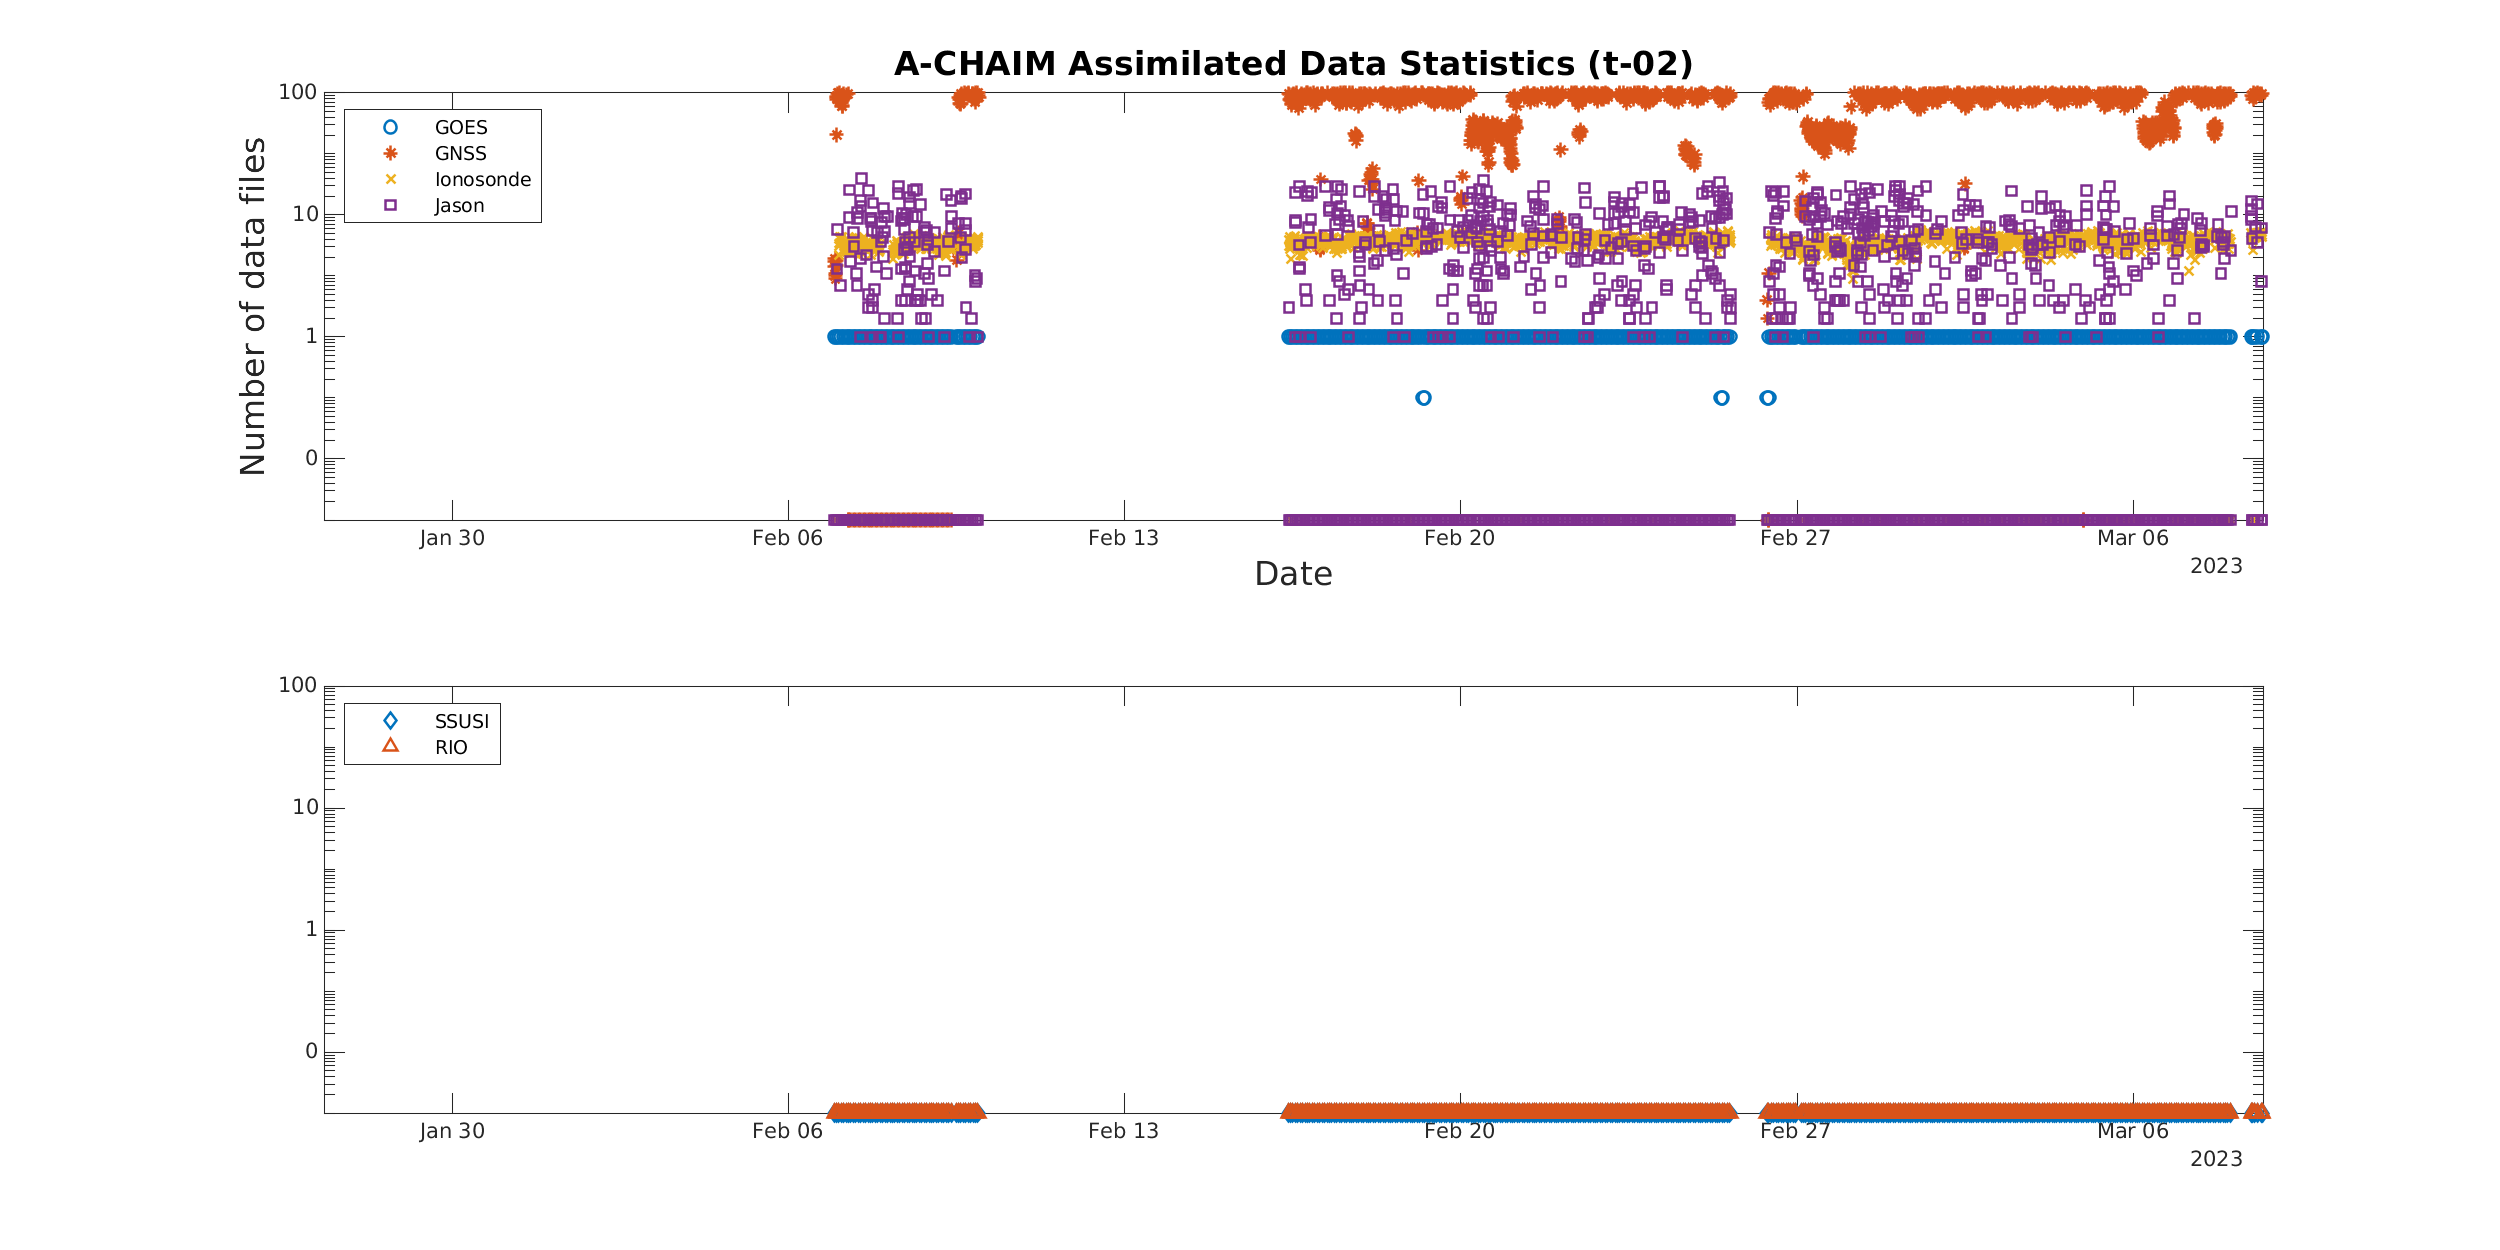 A-CHAIM Assimilated Data Statistics (t-02)
Number of data files
100
10
1
0
GOES
GNSS
Ionosonde
Jason
Jan 30
Feb 06
Feb 13
Feb 20
Feb 27
Mar 06
2023
Date
100
10
1
0
SSUSI
RIO
Jan 30
Feb 06
Feb 13
Feb 20
Feb 27
Mar 06
2023